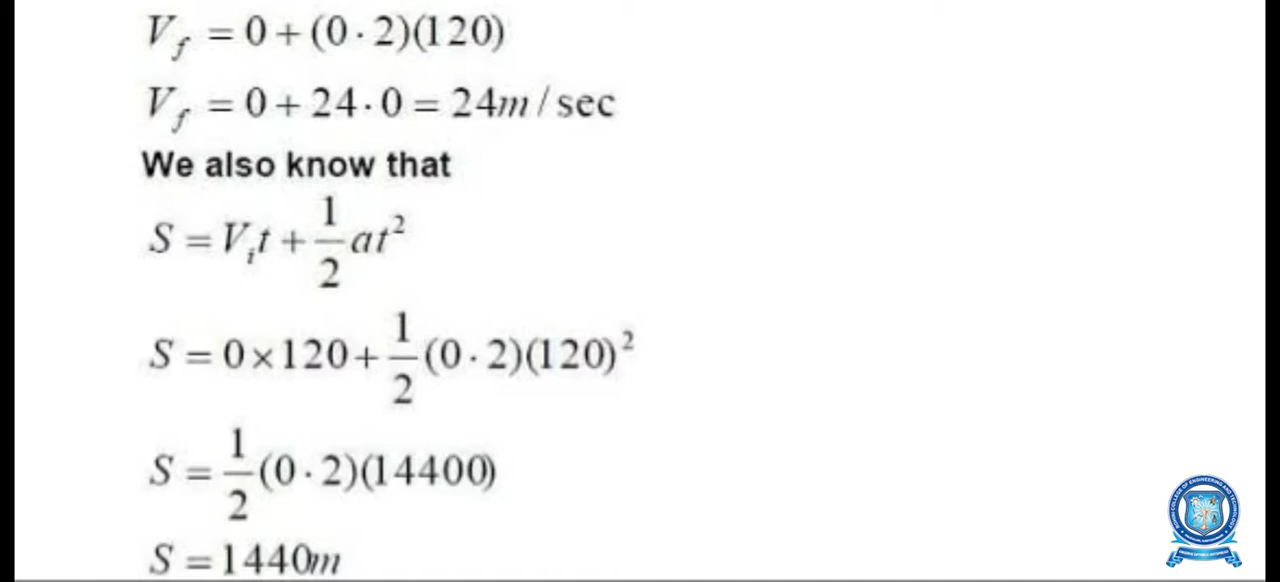 V_f = 0 + (0·2)(120)
V_f = 0 + 24·0 = 24m / sec
We also know that
S = V_i t + 1/2 at²
S = 0×120 + 1/2 (0·2)(120)²
S = 1/2 (0·2)(14400)
S = 1440m